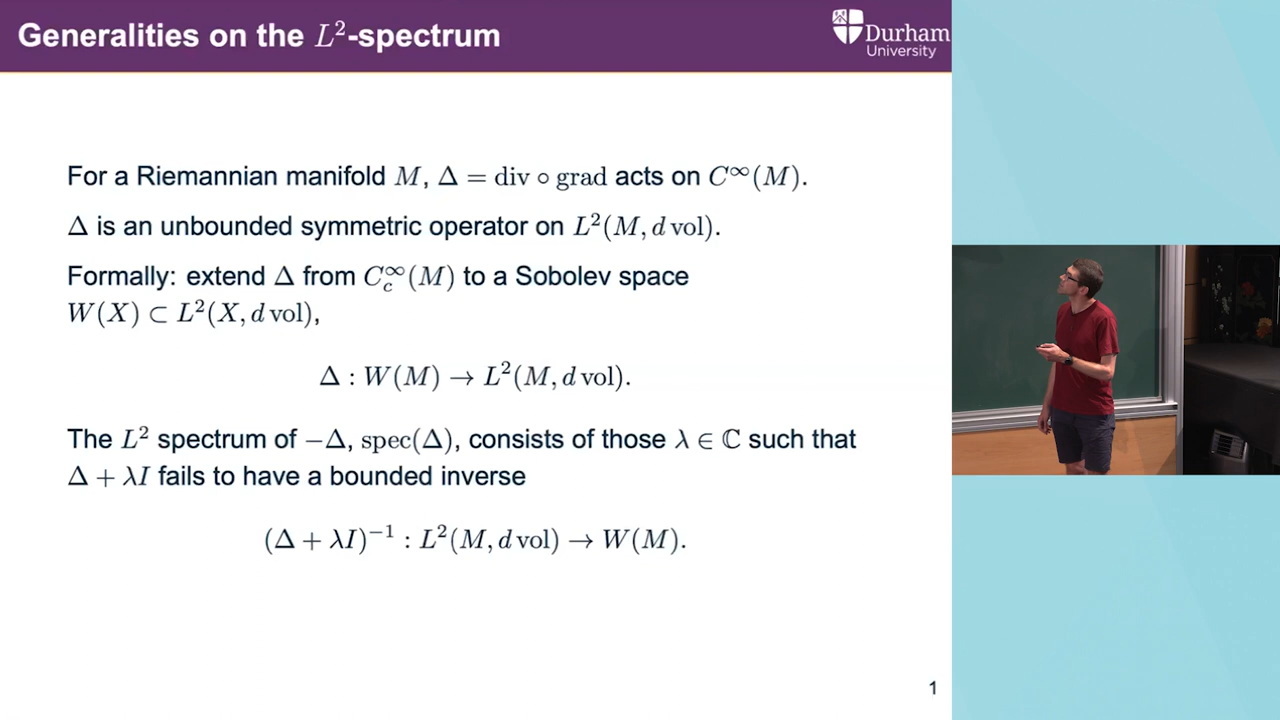 Generalities on the L²-spectrum
Durham
University
For a Riemannian manifold M, Δ = div ∘ grad acts on C^∞(M).
Δ is an unbounded symmetric operator on L²(M, d vol).
Formally: extend Δ from C_c^∞(M) to a Sobolev space
W(X) ⊂ L²(X, d vol),
Δ : W(M) → L²(M, d vol).
The L² spectrum of −Δ, spec(Δ), consists of those λ ∈ ℂ such that
Δ + λI fails to have a bounded inverse
(Δ + λI)⁻¹ : L²(M, d vol) → W(M).
1